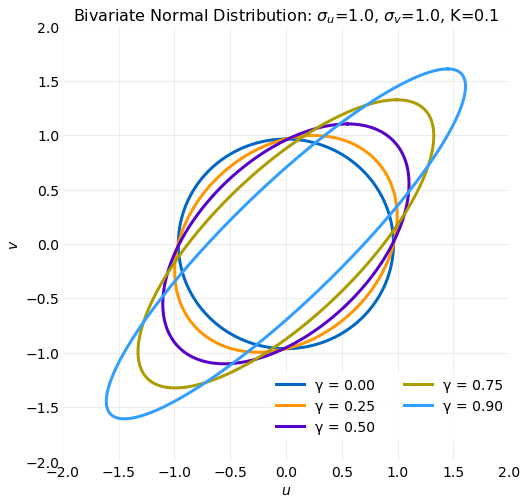 Bivariate Normal Distribution: σu=1.0, σv=1.0, K=0.1
2.0
1.5
1.0
0.5
0.0
−0.5
−1.0
−1.5
−2.0
v
γ = 0.00
γ = 0.25
γ = 0.50
γ = 0.75
γ = 0.90
−2.0 −1.5 −1.0 −0.5 0.0 0.5 1.0 1.5 2.0
u